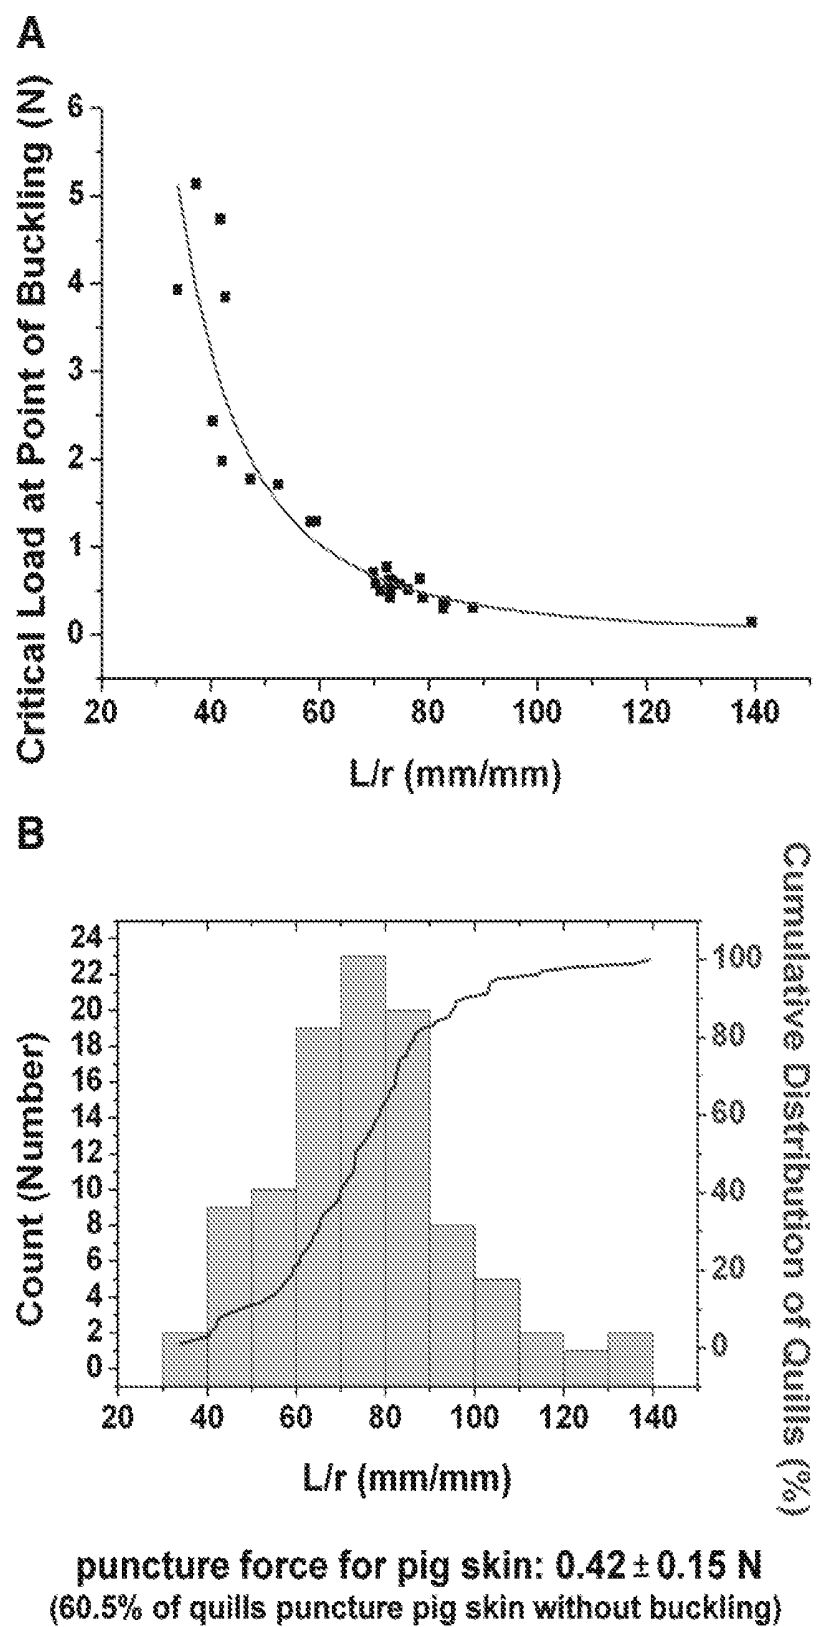 A
Critical Load at Point of Buckling (N)
6
5
4
3
2
1
0
20 40 60 80 100 120 140
L/r (mm/mm)
B
Count (Number)
24
22
20
18
16
14
12
10
8
6
4
2
0
100
80
60
40
20
0
Cumulative Distribution of Quills (%)
20 40 60 80 100 120 140
L/r (mm/mm)
puncture force for pig skin: 0.42 ± 0.15 N
(60.5% of quills puncture pig skin without buckling)